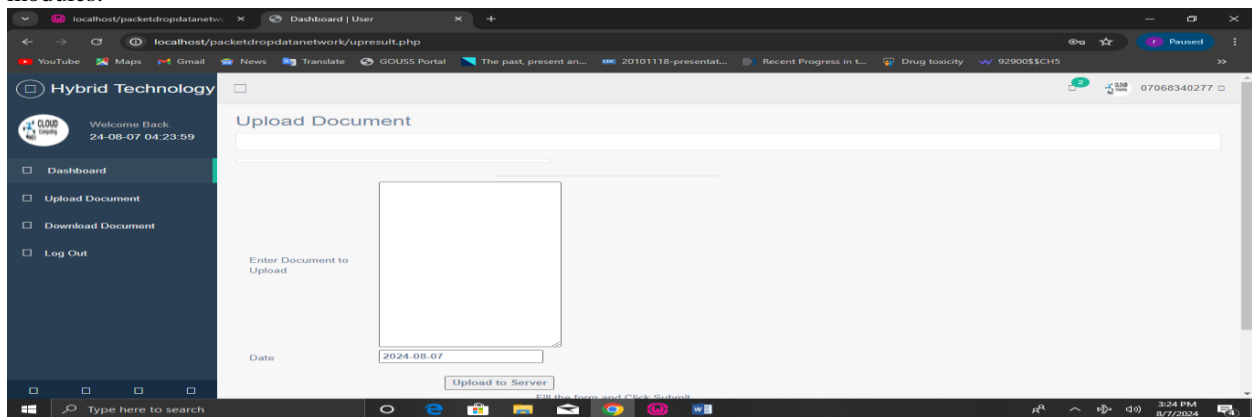 localhost/packetdropdatanetw
Dashboard | User
localhost/packetdropdatanetwork/upresult.php
Paused
YouTube Maps Gmail News Translate GOUSS Portal The past, present an... 20101118-presentat... Recent Progress in t... Drug toxicity 92900$$CH5
Hybrid Technology
2
07068340277
CLOUD
Welcome Back.
24-08-07 04:23:59
Upload Document
Dashboard
Upload Document
Download Document
Log Out
Enter Document to
Upload
Date
2024-08-07
Upload to Server
Fill the form and Click Submit
Type here to search
3:24 PM
8/7/2024